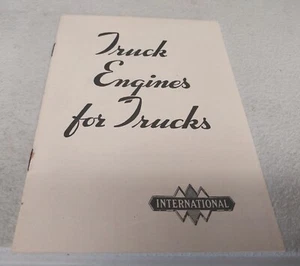 Truck
Engines
for Trucks
INTERNATIONAL